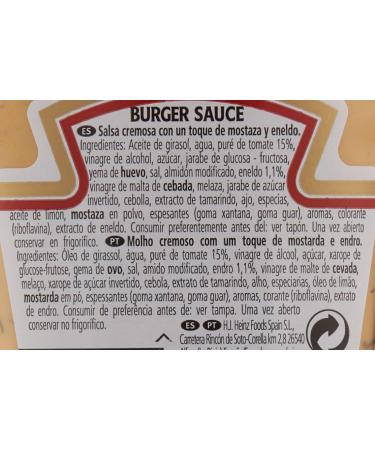 BURGER SAUCE
ES Salsa cremosa con un toque de mostaza y eneldo.
Ingredientes: Aceite de girasol, agua, puré de tomate 15%,
vinagre de alcohol, azúcar, jarabe de glucosa - fructosa,
yema de huevo, sal, almidón modificado, eneldo 1,1%,
vinagre de malta de cebada, melaza, jarabe de azúcar
invertido, cebolla, extracto de tamarindo, ajo, especias,
aceite de limón, mostaza en polvo, espesantes (goma xantana, goma guar), aromas, colorante
(riboflavina), extracto de eneldo. Consumir preferentemente antes del: ver tapón. Una vez abierto
conservar en frigorífico. PT Molho cremoso com um toque de mostarda e endro.
Ingredientes: Óleo de girassol, água, puré de tomate 15%, vinagre de álcool, açúcar, xarope de
glucose-frutose, gema de ovo, sal, amido modificado, endro 1,1%, vinagre de malte de cevada,
melaço, xarope de açúcar invertido, cebola, extrato de tamarindo, alho, especiarias, óleo de limão,
mostarda em pó, espessantes (goma xantana, goma guar), aromas, corante (riboflavina), extrato
de endro. Consumir de preferência antes de: ver tampa. Uma vez aberto
conservar no frigorífico.
ES PT H.J. Heinz Foods Spain S.L.,
Carretera Rincón de Soto-Corella km 2,8 26540